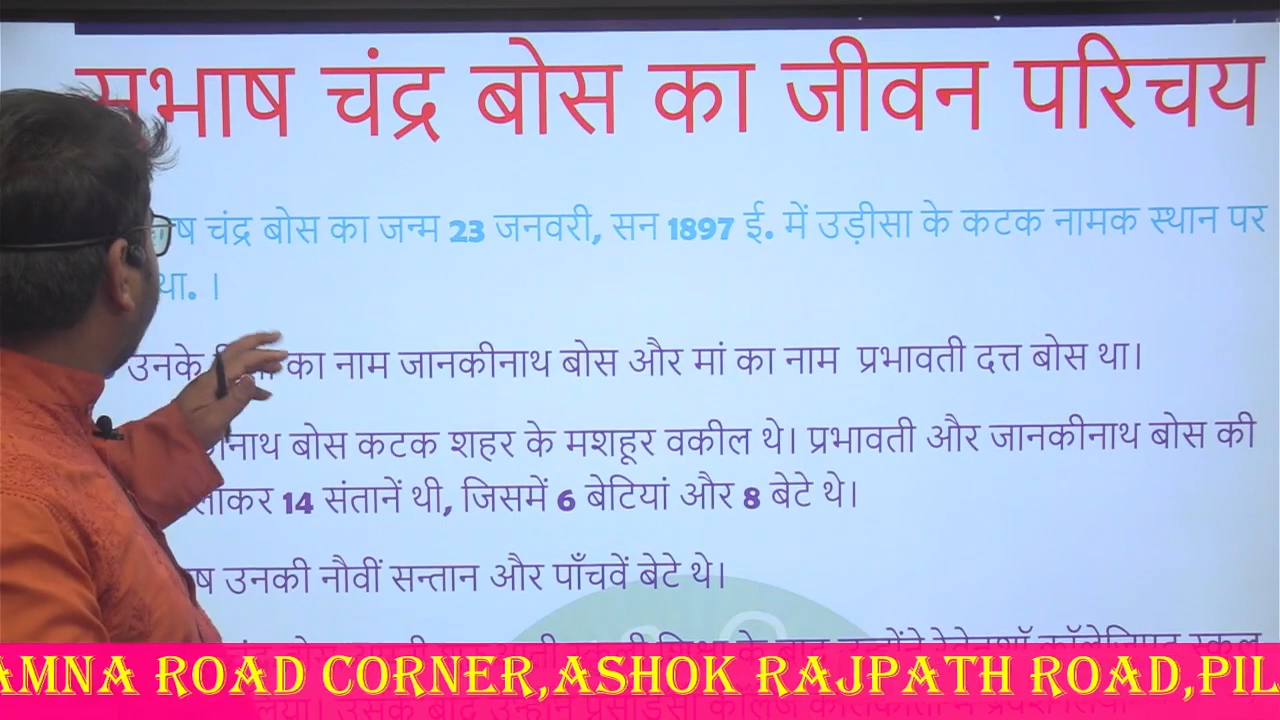 चंद्र बोस का जीवन परिचय
चंद्र बोस का जन्म 23 जनवरी, सन 1897 ई. में उड़ीसा के कटक नामक स्थान पर
था. ।
उनके का नाम जानकीनाथ बोस और मां का नाम प्रभावती दत्त बोस था।
बोस कटक शहर के मशहूर वकील थे। प्रभावती और जानकीनाथ बोस की
14 संतानें थी, जिसमें 6 बेटियां और 8 बेटे थे।
उनकी नौवीं सन्तान और पाँचवें बेटे थे।
AMNA ROAD CORNER,ASHOK RAJPATH ROAD,PIL